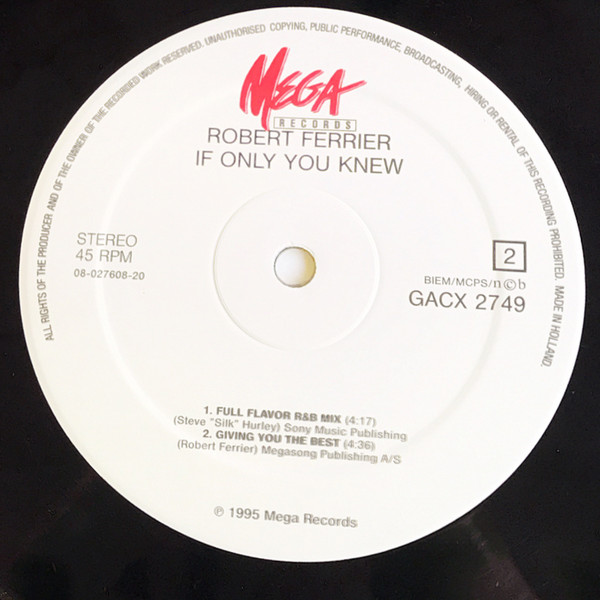 ALL RIGHTS OF THE PRODUCER AND OF THE OWNER OF THE RECORDED WORK RESERVED. UNAUTHORISED COPYING, PUBLIC PERFORMANCE, BROADCASTING, HIRING OR RENTAL OF THIS RECORDING PROHIBITED. MADE IN HOLLAND.
MEGA
RECORDS
ROBERT FERRIER
IF ONLY YOU KNEW
STEREO
45 RPM
08-027608-20
2
BIEM/MCPS/n©b
GACX 2749
1. FULL FLAVOR R&B MIX (4:17)
(Steve "Silk" Hurley) Sony Music Publishing
2. GIVING YOU THE BEST (4:36)
(Robert Ferrier) Megasong Publishing A/S
℗ 1995 Mega Records